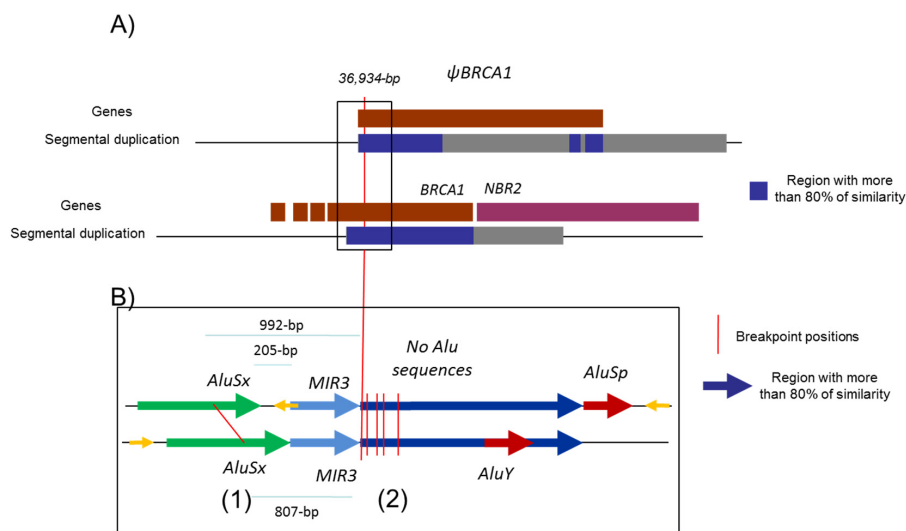 A)
36,934-bp
ψBRCA1
Genes
Segmental duplication
Genes
BRCA1
NBR2
Segmental duplication
Region with more
than 80% of similarity
B)
992-bp
205-bp
No Alu
sequences
AluSx
MIR3
AluSp
AluSx
MIR3
AluY
(1)
(2)
807-bp
Breakpoint positions
Region with more
than 80% of similarity